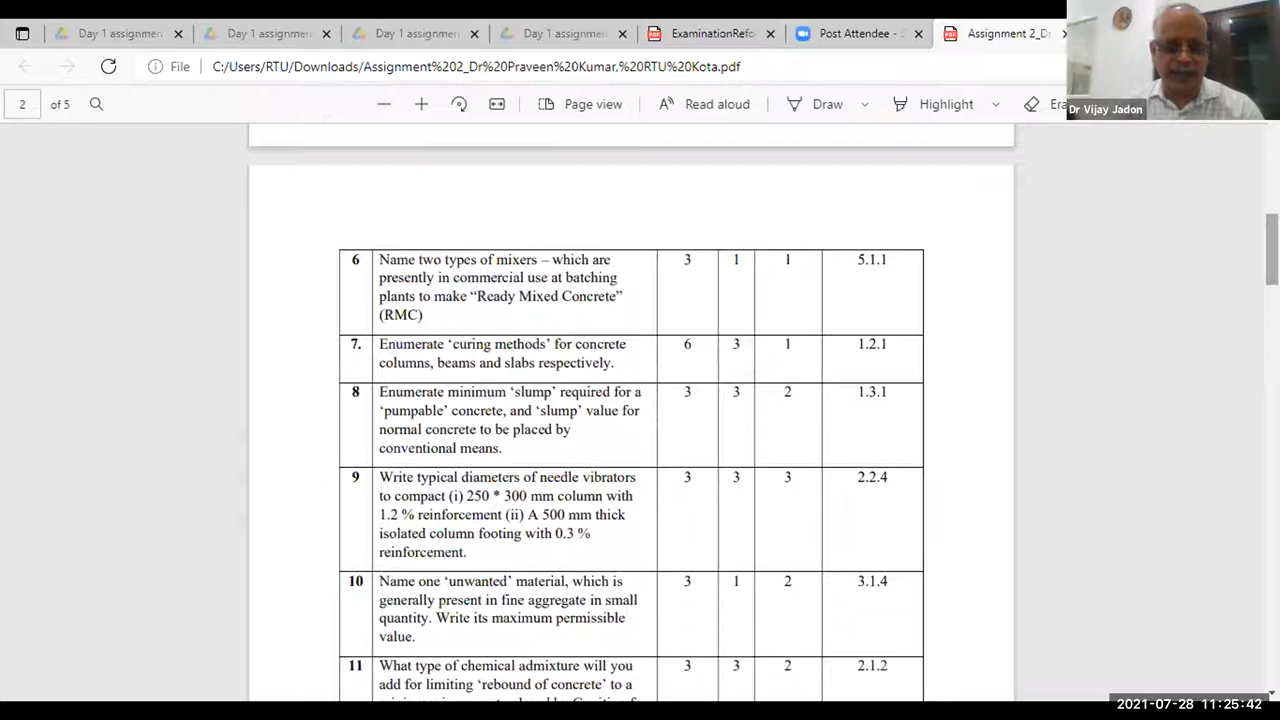 Day 1 assignmen
Day 1 assignmen
Day 1 assignmen
Day 1 assignmen
ExaminationRefo
Post Attendee - Z
Assignment 2_Dr
File
C:/Users/RTU/Downloads/Assignment%202_Dr%20Praveen%20Kumar,%20RTU%20Kota.pdf
2
of 5
Page view
Read aloud
Draw
Highlight
Era
Dr Vijay Jadon
6 Name two types of mixers – which are 3 1 1 5.1.1
presently in commercial use at batching
plants to make “Ready Mixed Concrete”
(RMC)
7. Enumerate ‘curing methods’ for concrete 6 3 1 1.2.1
columns, beams and slabs respectively.
8 Enumerate minimum ‘slump’ required for a 3 3 2 1.3.1
‘pumpable’ concrete, and ‘slump’ value for
normal concrete to be placed by
conventional means.
9 Write typical diameters of needle vibrators 3 3 3 2.2.4
to compact (i) 250 * 300 mm column with
1.2 % reinforcement (ii) A 500 mm thick
isolated column footing with 0.3 %
reinforcement.
10 Name one ‘unwanted’ material, which is 3 1 2 3.1.4
generally present in fine aggregate in small
quantity. Write its maximum permissible
value.
11 What type of chemical admixture will you 3 3 2 2.1.2
add for limiting ‘rebound of concrete’ to a
2021-07-28 11:25:42